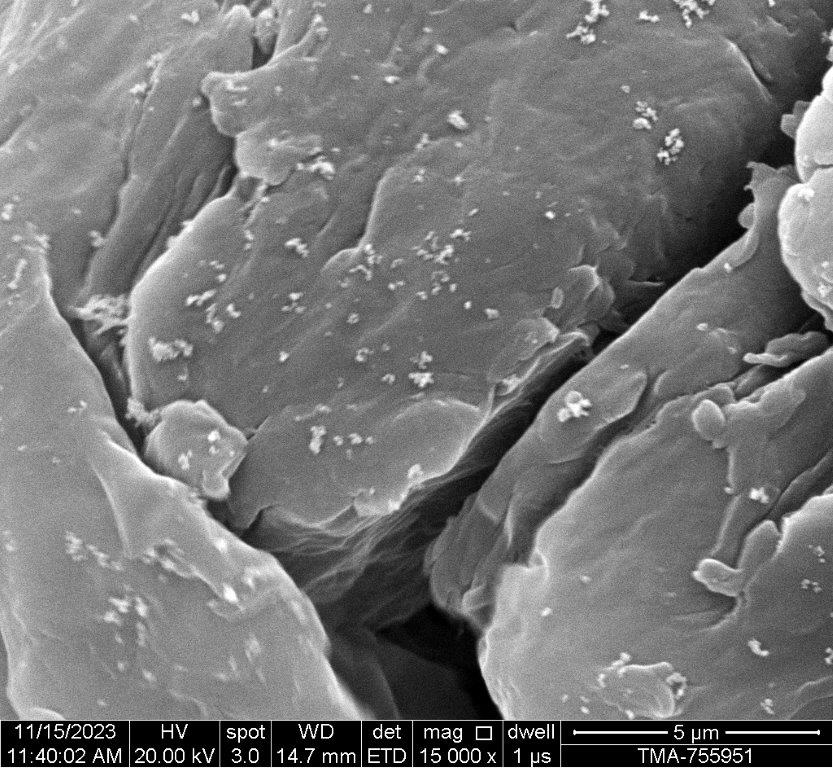 11/15/2023 HV spot WD det mag □ dwell 5 µm
11:40:02 AM 20.00 kV 3.0 14.7 mm ETD 15 000 x 1 µs TMA-755951